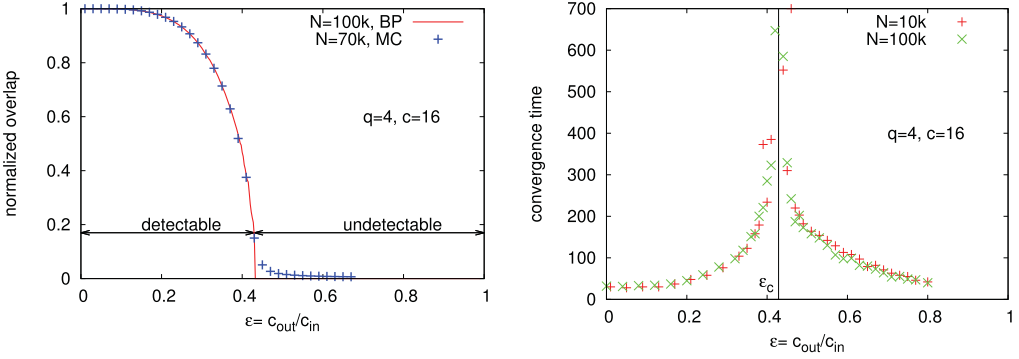 normalized overlap
1
0.8
0.6
0.4
0.2
0
N=100k, BP
N=70k, MC
q=4, c=16
detectable
undetectable
0 0.2 0.4 0.6 0.8 1
ε= c_out/c_in
convergence time
700
600
500
400
300
200
100
0
N=10k
N=100k
q=4, c=16
ε_c
0 0.2 0.4 0.6 0.8 1
ε= c_out/c_in